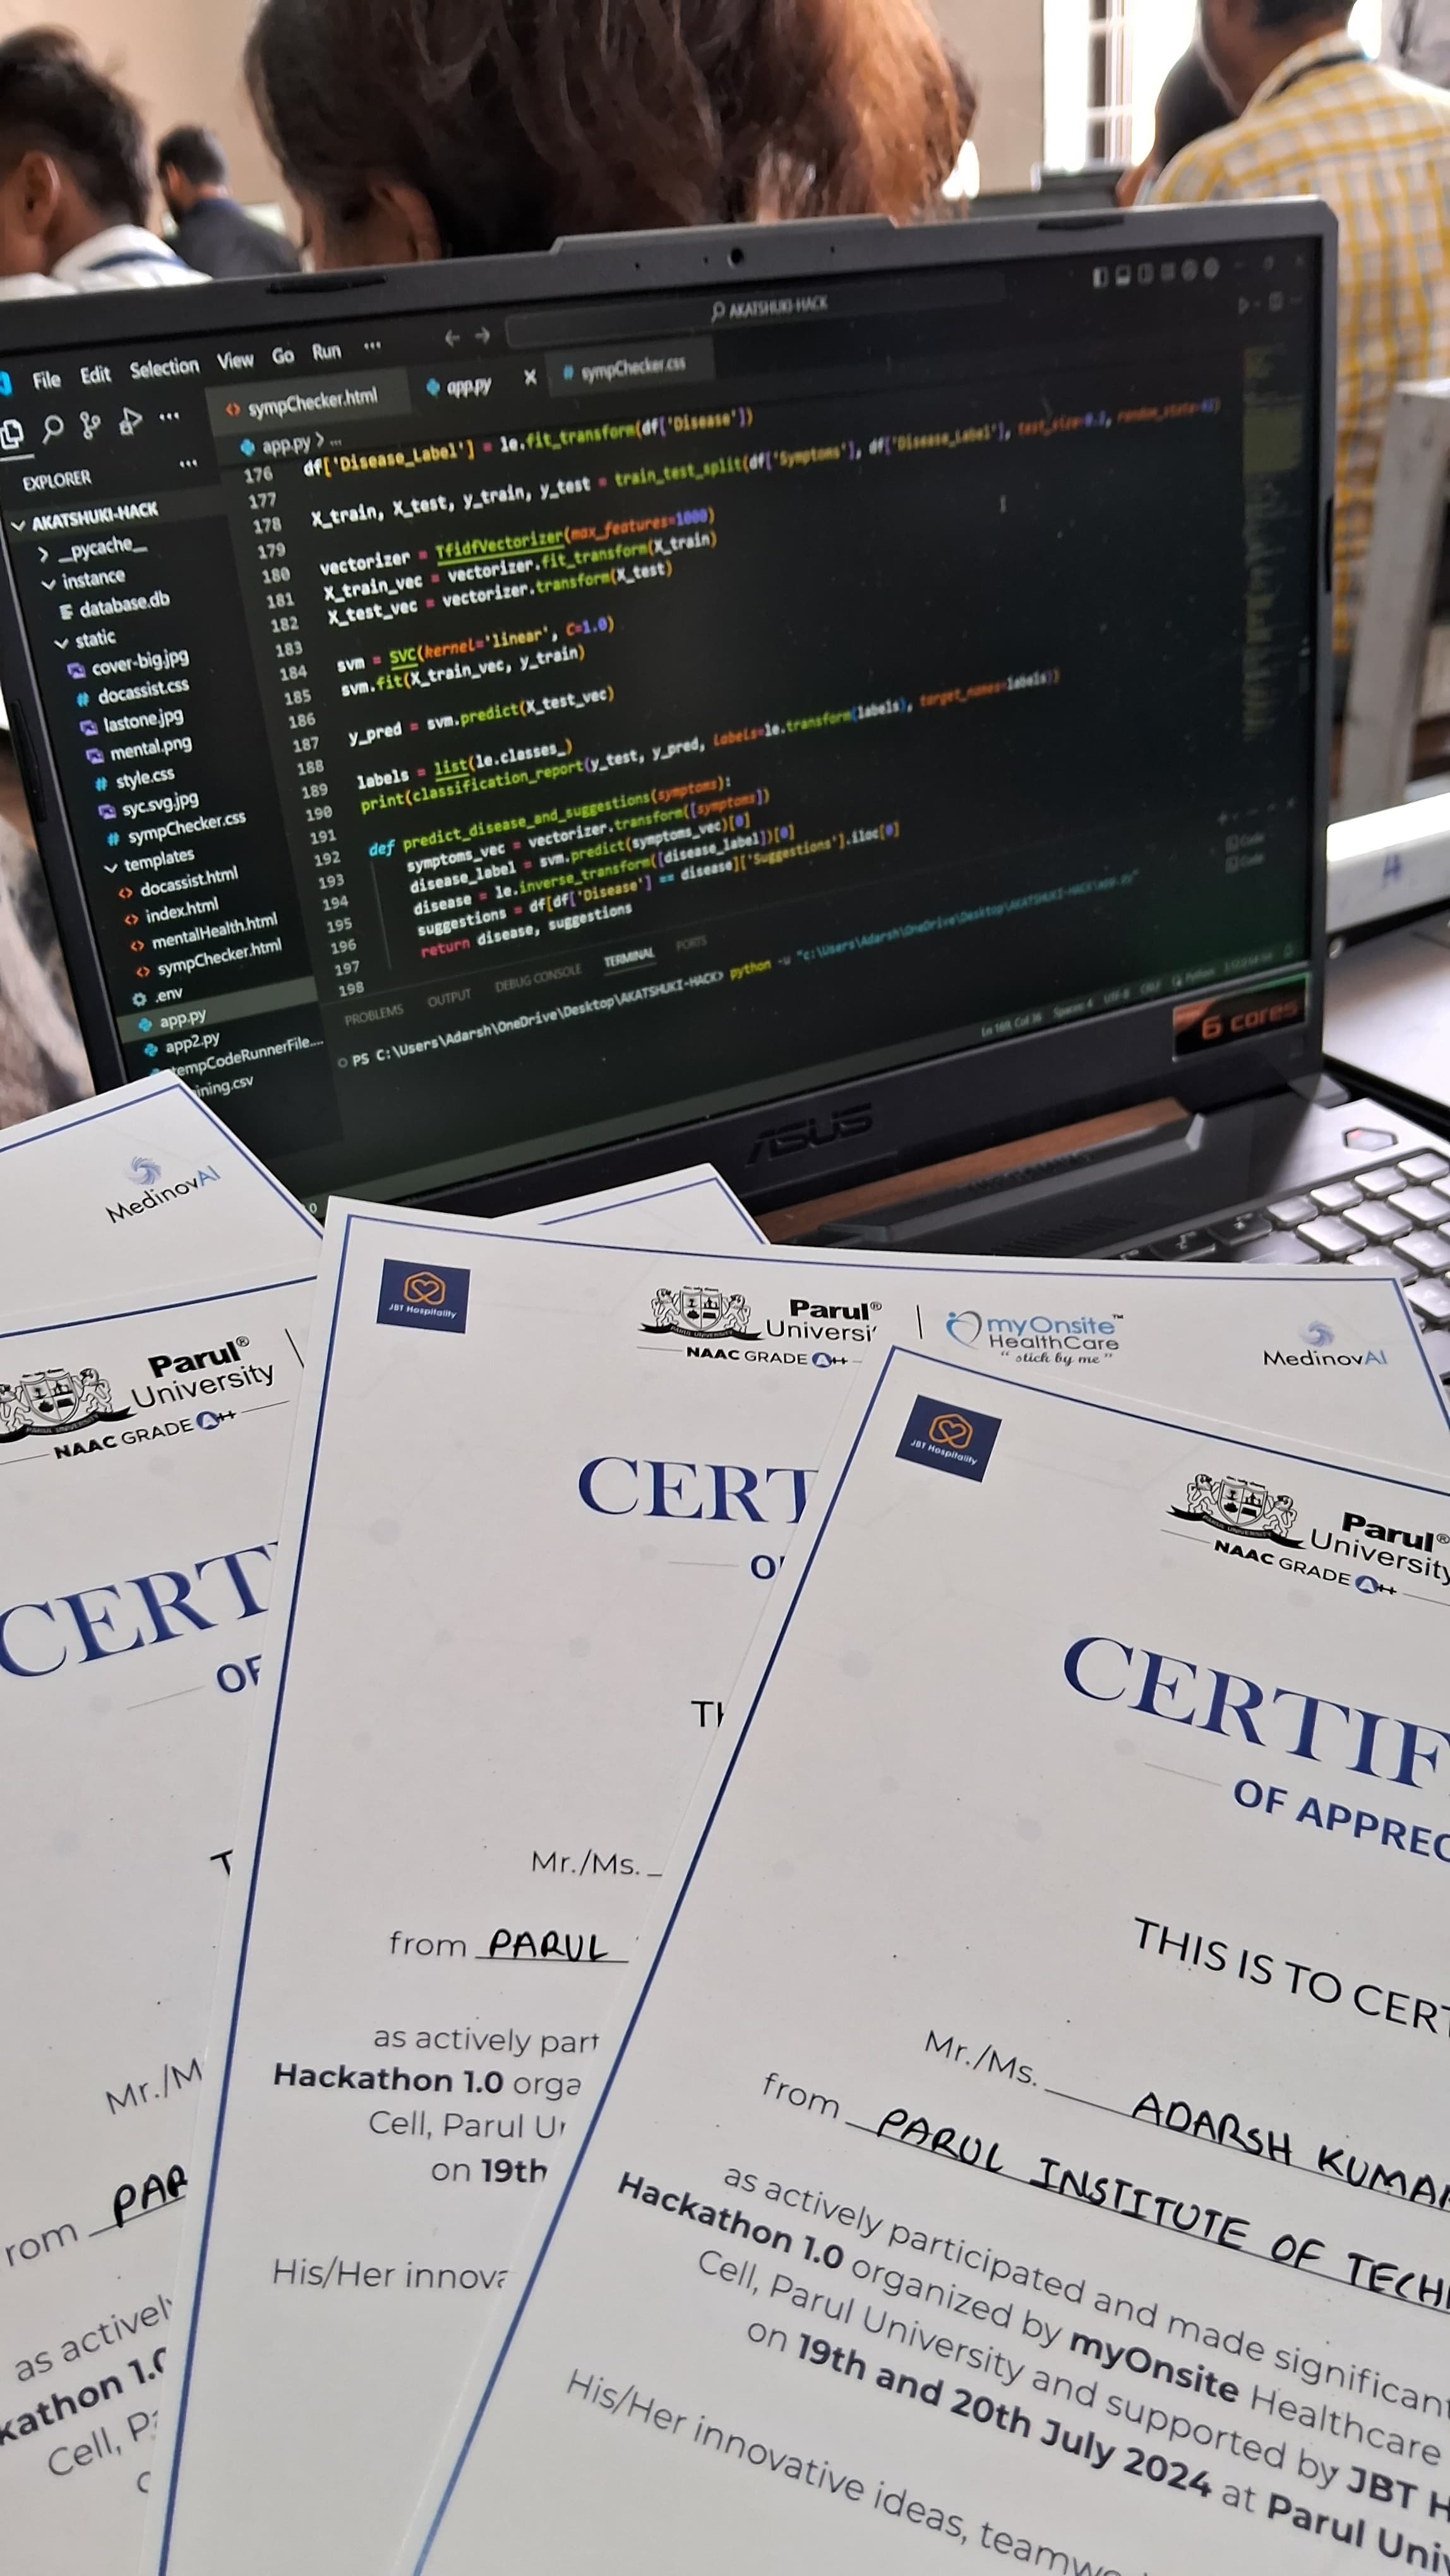 AKATSHUKI-HACK
File Edit Selection View Go Run ...
sympChecker.html
app.py
# sympChecker.css
EXPLORER
AKATSHUKI-HACK
> __pycache__
instance
database.db
static
cover-big.jpg
# docassist.css
lastone.jpg
mental.png
# style.css
syc.svg.jpg
# sympChecker.css
templates
<> docassist.html
<> index.html
<> mentalHealth.html
<> sympChecker.html
.env
app.py
app2.py
tempCodeRunnerFile....
ining.csv
app.py > ...
176 df['Disease_Label'] = le.fit_transform(df['Disease'])
177
178 X_train, X_test, y_train, y_test = train_test_split(df['Symptoms'], df['Disease_Label'], test_size=0.3, random_state=42)
179
180 vectorizer = TfidfVectorizer(max_features=1000)
181 X_train_vec = vectorizer.fit_transform(X_train)
182 X_test_vec = vectorizer.transform(X_test)
183
184 svm = SVC(kernel='linear', C=1.0)
185 svm.fit(X_train_vec, y_train)
186
187 y_pred = svm.predict(X_test_vec)
188
189 labels = list(le.classes_)
190 print(classification_report(y_test, y_pred, labels=le.transform(labels), target_names=labels))
191
192 def predict_disease_and_suggestions(symptoms):
193 symptoms_vec = vectorizer.transform([symptoms])
194 disease_label = svm.predict(symptoms_vec)[0]
195 disease = le.inverse_transform([disease_label])[0]
196 suggestions = df[df['Disease'] == disease]['Suggestions'].iloc[0]
197 return disease, suggestions
198
PROBLEMS OUTPUT DEBUG CONSOLE TERMINAL PORTS
PS C:\Users\Adarsh\OneDrive\Desktop\AKATSHUKI-HACK> python -u "c:\Users\Adarsh\OneDrive\Desktop\AKATSHUKI-HACK\app.py"
Code
Code
6 cores
ASUS
MedinovAI
Parul®
University
NAAC GRADE A++
CERT
OF
T
Mr./M
rom PAR
as activel
kathon 1.0
Cell, P
JBT Hospitality
Parul®
Universi
NAAC GRADE A++
myOnsite™
HealthCare
"stick by me"
MedinovAI
CERT
O
TH
Mr./Ms.
from PARUL
as actively part
Hackathon 1.0 orga
Cell, Parul U
on 19th
His/Her innova
JBT Hospitality
Parul®
University
NAAC GRADE A++
CERTIF
OF APPREC
THIS IS TO CERT
Mr./Ms. ADARSH KUMAR
from PARUL INSTITUTE OF TECH
as actively participated and made significant
Hackathon 1.0 organized by myOnsite Healthcare
Cell, Parul University and supported by JBT H
on 19th and 20th July 2024 at Parul Univ
His/Her innovative ideas, teamwo